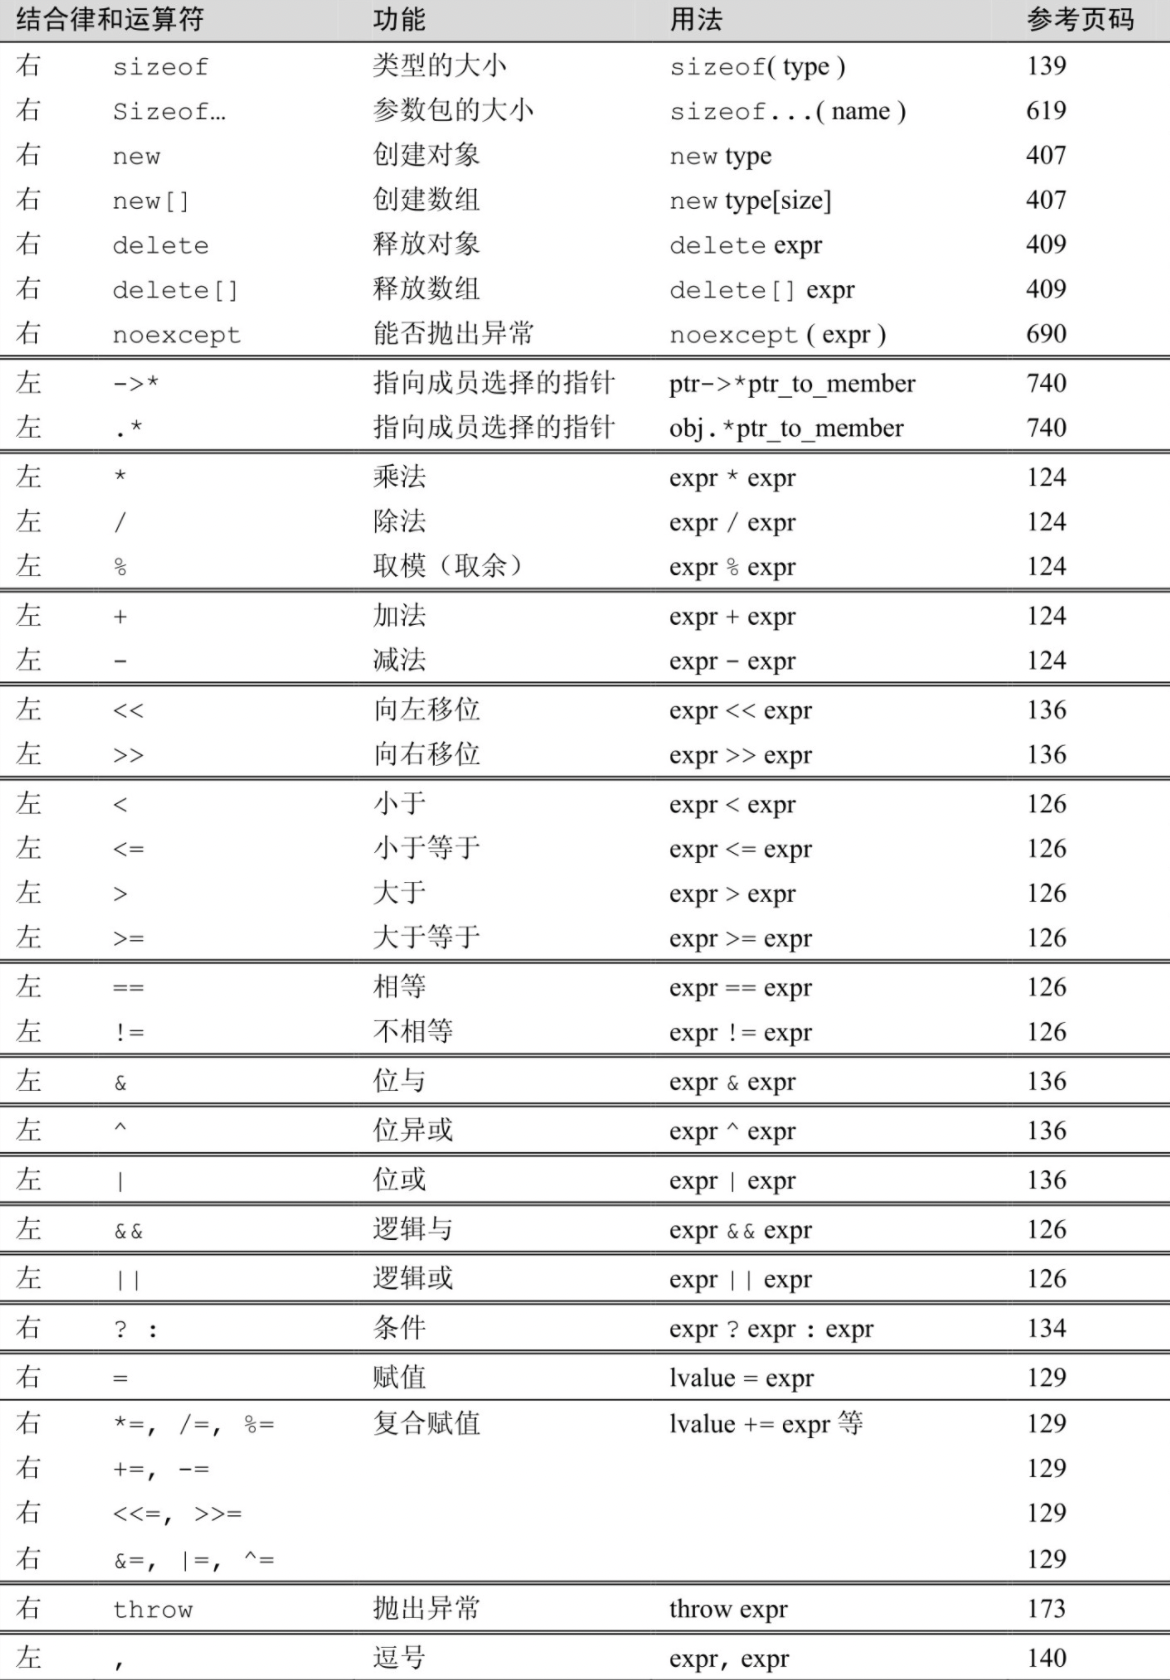 结合律和运算符 功能 用法 参考页码
右 sizeof 类型的大小 sizeof( type ) 139
右 Sizeof… 参数包的大小 sizeof...( name ) 619
右 new 创建对象 new type 407
右 new[] 创建数组 new type[size] 407
右 delete 释放对象 delete expr 409
右 delete[] 释放数组 delete[] expr 409
右 noexcept 能否抛出异常 noexcept ( expr ) 690
左 ->* 指向成员选择的指针 ptr->*ptr_to_member 740
左 .* 指向成员选择的指针 obj.*ptr_to_member 740
左 * 乘法 expr * expr 124
左 / 除法 expr / expr 124
左 % 取模（取余） expr % expr 124
左 + 加法 expr + expr 124
左 - 减法 expr - expr 124
左 << 向左移位 expr << expr 136
左 >> 向右移位 expr >> expr 136
左 < 小于 expr < expr 126
左 <= 小于等于 expr <= expr 126
左 > 大于 expr > expr 126
左 >= 大于等于 expr >= expr 126
左 == 相等 expr == expr 126
左 != 不相等 expr != expr 126
左 & 位与 expr & expr 136
左 ^ 位异或 expr ^ expr 136
左 | 位或 expr | expr 136
左 && 逻辑与 expr && expr 126
左 || 逻辑或 expr || expr 126
右 ? : 条件 expr ? expr : expr 134
右 = 赋值 lvalue = expr 129
右 *=, /=, %= 复合赋值 lvalue += expr 等 129
右 +=, -= 129
右 <<=, >>= 129
右 &=, |=, ^= 129
右 throw 抛出异常 throw expr 173
左 , 逗号 expr, expr 140